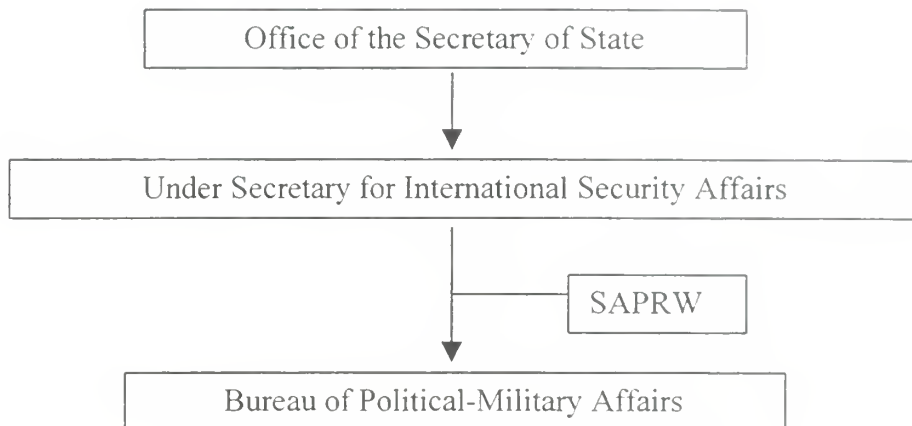 Office of the Secretary of State
Under Secretary for International Security Affairs
SAPRW
Bureau of Political-Military Affairs